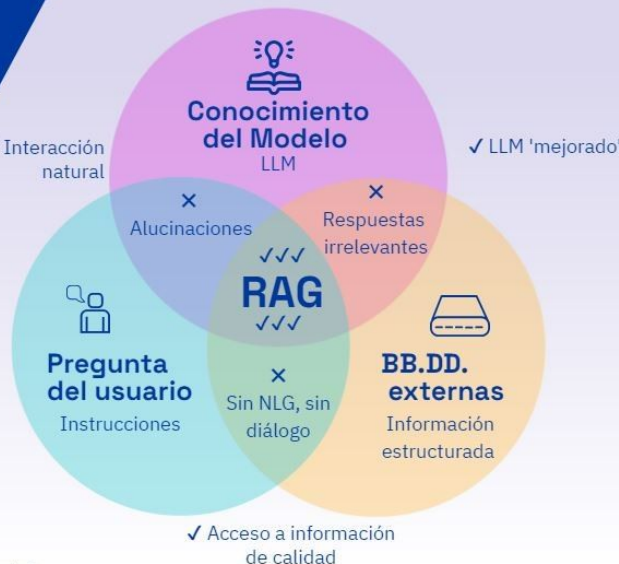 Conocimiento
del Modelo
LLM
Interacción
natural
✓ LLM 'mejorado'
×
Alucinaciones
×
Respuestas
irrelevantes
✓✓✓
RAG
✓✓✓
Pregunta
del usuario
Instrucciones
×
Sin NLG, sin
diálogo
BB.DD.
externas
Información
estructurada
✓ Acceso a información
de calidad